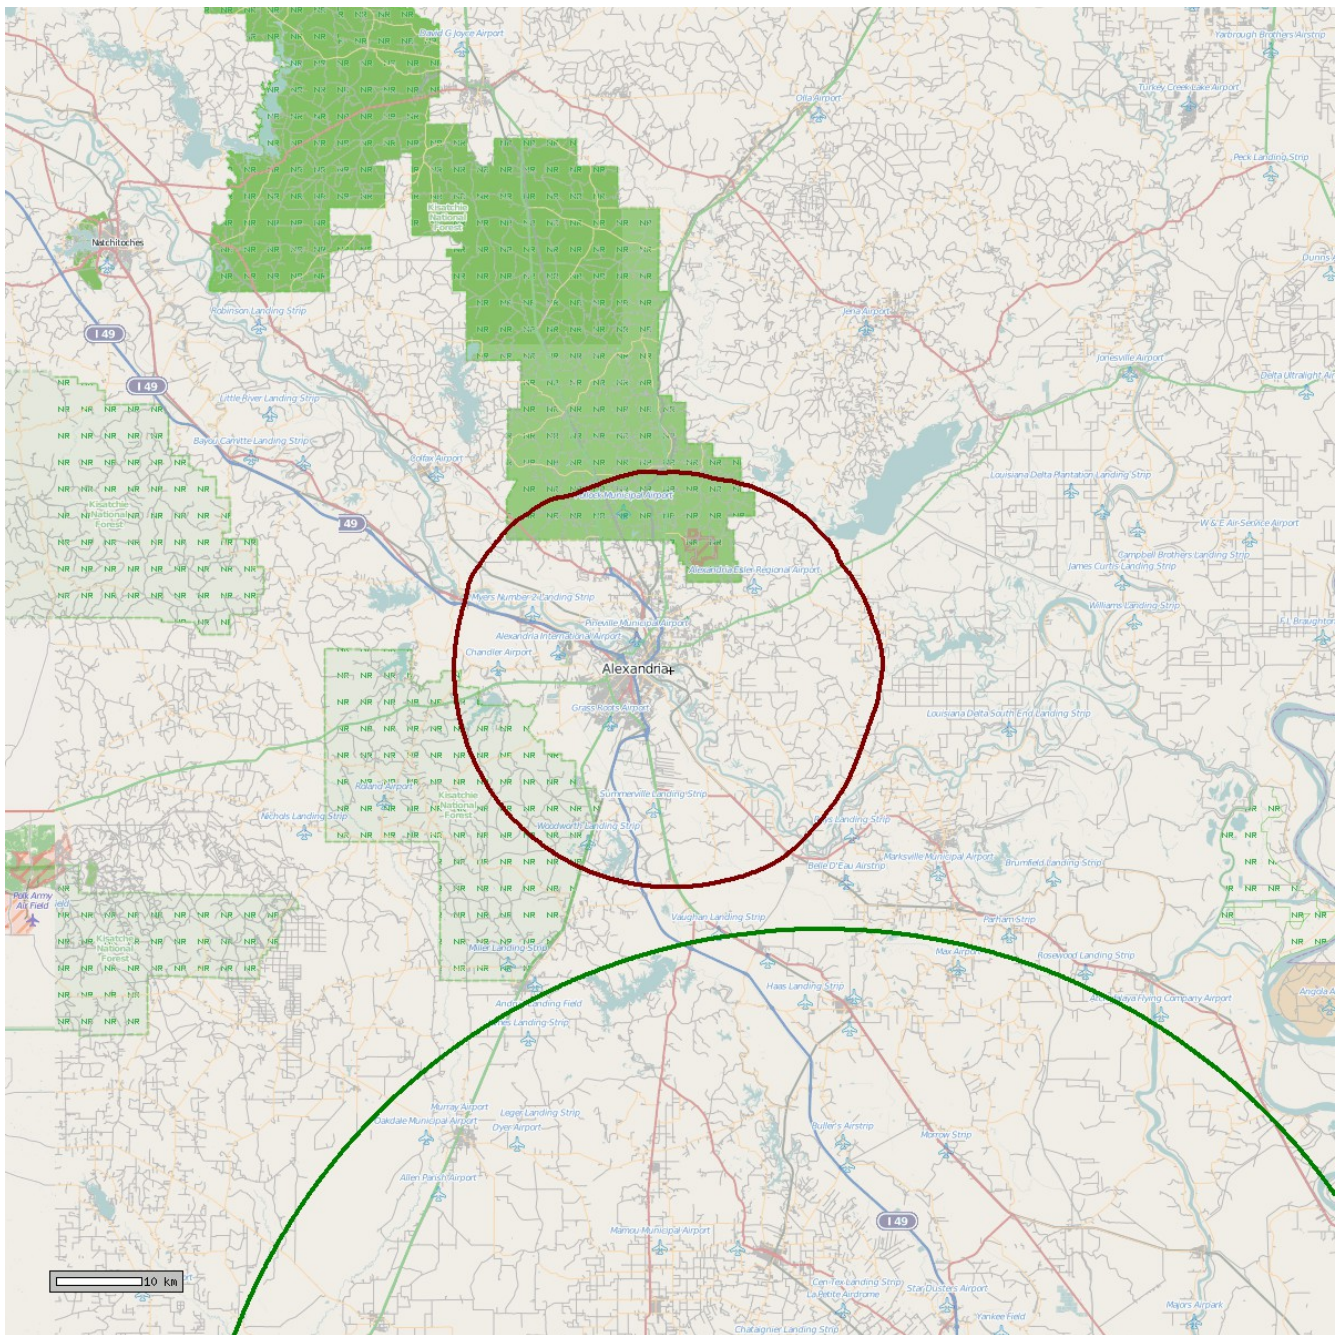 David G Joyce Airport
Yarbrough Brothers Airstrip
Turkey Creek Lake Airport
Olla Airport
Peck Landing Strip
Kisatchie
National
Forest
Natchitoches
Robinson Landing Strip
Jena Airport
I 49
Jonesville Airport
I 49
Little River Landing Strip
Bayou Camitte Landing Strip
Colfax Airport
Louisiana Delta Plantation Landing Strip
Kisatchie
National
Forest
49
Municipal Airport
W & E Air Service Airport
Campbell Brothers Landing Strip
James Curtis Landing Strip
Alexandria Esler Regional Airport
Myers Number 2 Landing Strip
Williams Landing Strip
Pineville Municipal Airport
Alexandria International Airport
Chandler Airport
Alexandria
Grass Roots Airport
Louisiana Delta South End Landing Strip
Roland Airport
Kisatchie
National
Forest
Summerville Landing Strip
Nichols Landing Strip
Woodworth Landing Strip
Marksville Municipal Airport
Belle D'Eau Airstrip
Brumfield Landing Strip
Polk Army
Air Field
Vaughan Landing Strip
Parham Strip
Kisatchie
National
Forest
Miller Landing Strip
Max Airport
Rosewood Landing Strip
Haas Landing Strip
Atchafalaya Flying Company Airport
Landing Field
Landing Strip
Murray Airport
Leger Landing Strip
Oakdale Municipal Airport
Dyer Airport
Buller's Airstrip
Morrow Strip
Allen Parish Airport
I 49
Mamou Municipal Airport
10 km
Cen Tex Landing Strip
Star Dusters Airport
La Petite Airdrome
Majors Airpark
Yankee Field
Chataignier Landing Strip